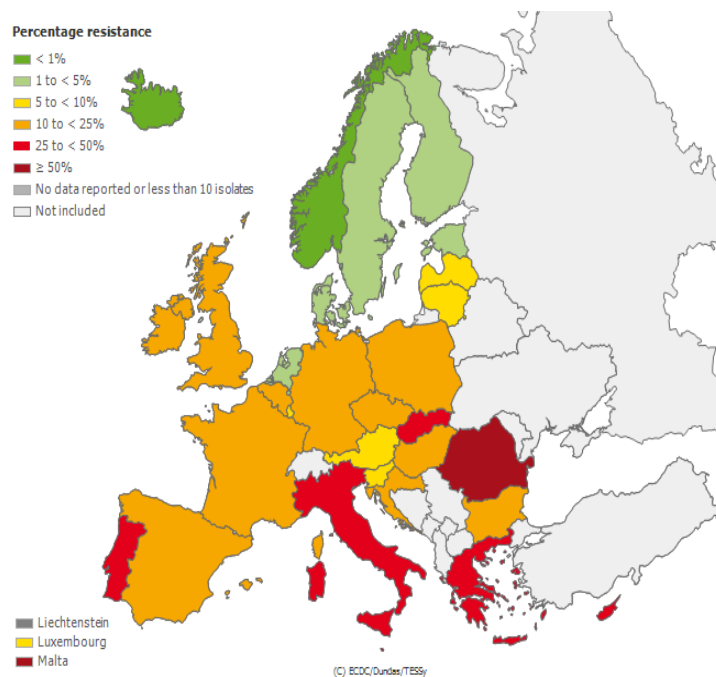 Percentage resistance
< 1%
1 to < 5%
5 to < 10%
10 to < 25%
25 to < 50%
≥ 50%
No data reported or less than 10 isolates
Not included
Liechtenstein
Luxembourg
Malta
(C) ECDC/Dundas/TESSy